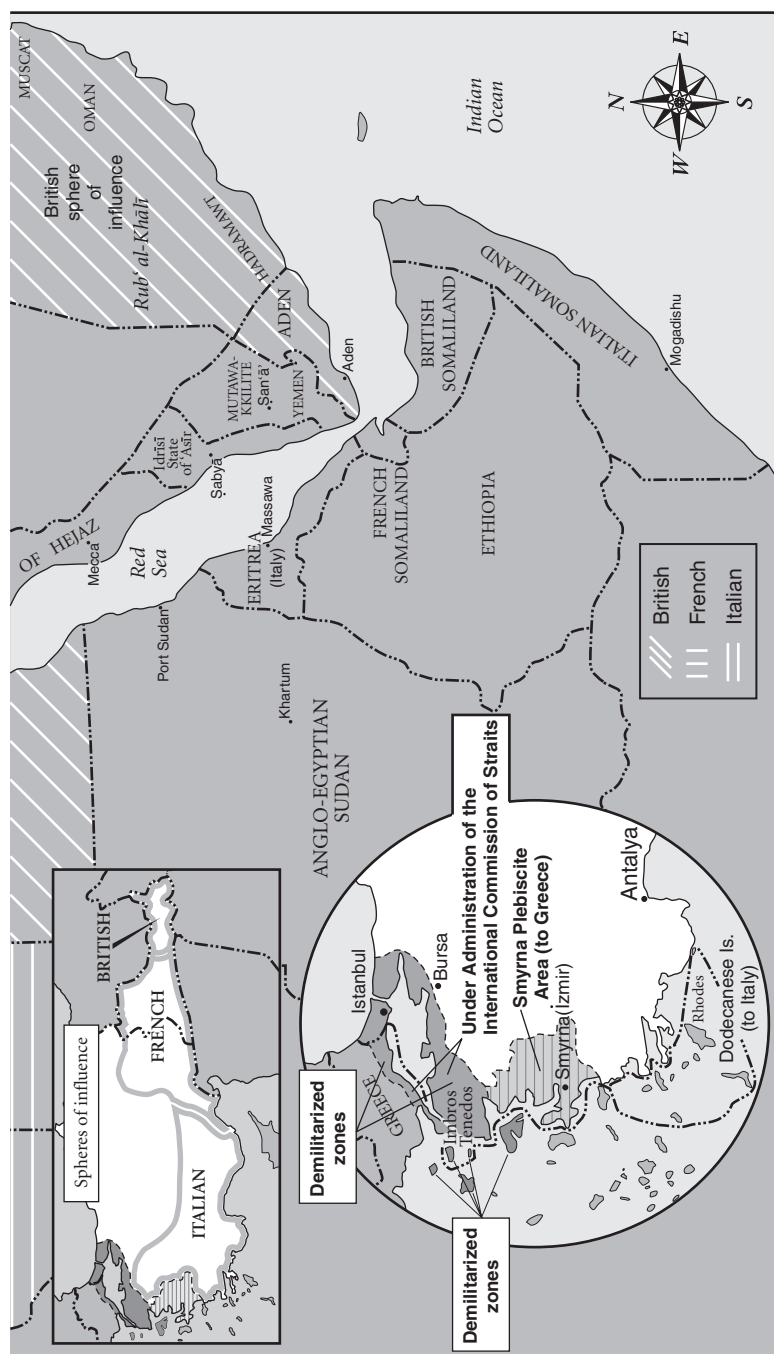 MUSCAT
OMAN
British
sphere
of
influence
Rub‘ al-Khālī
HADRAMAWT
ADEN
MUTAWA-
KKILITE
Ṣan‘ā’
YEMEN
Aden
Idrisī
State
of ‘Asīr
Ṣabyā
OF HEJAZ
Mecca
Red
Sea
Port Sudan
ERITREA
(Italy)
Massawa
Khartum
ANGLO-EGYPTIAN
SUDAN
FRENCH
SOMALILAND
BRITISH
SOMALILAND
ITALIAN SOMALILAND
ETHIOPIA
Mogadishu
Indian
Ocean
N
E
S
W
British
French
Italian
Spheres of influence
BRITISH
FRENCH
ITALIAN
Demilitarized
zones
GREECE
Istanbul
Bursa
Under Administration of the
International Commission of Straits
Imbros
Tenedos
Smyrna Plebiscite
Area (to Greece)
Smyrna(İzmir)
Antalya
Rhodes
Dodecanese Is.
(to Italy)
Demilitarized
zones